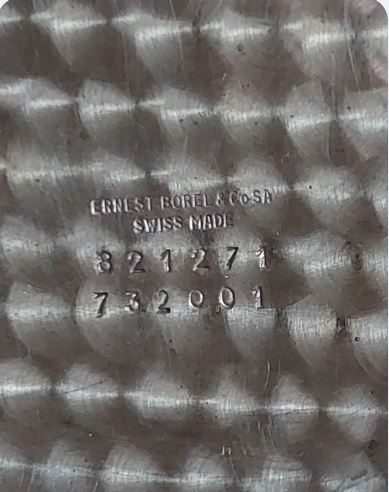 ERNEST BOREL & Co SA
SWISS MADE
821271
732001